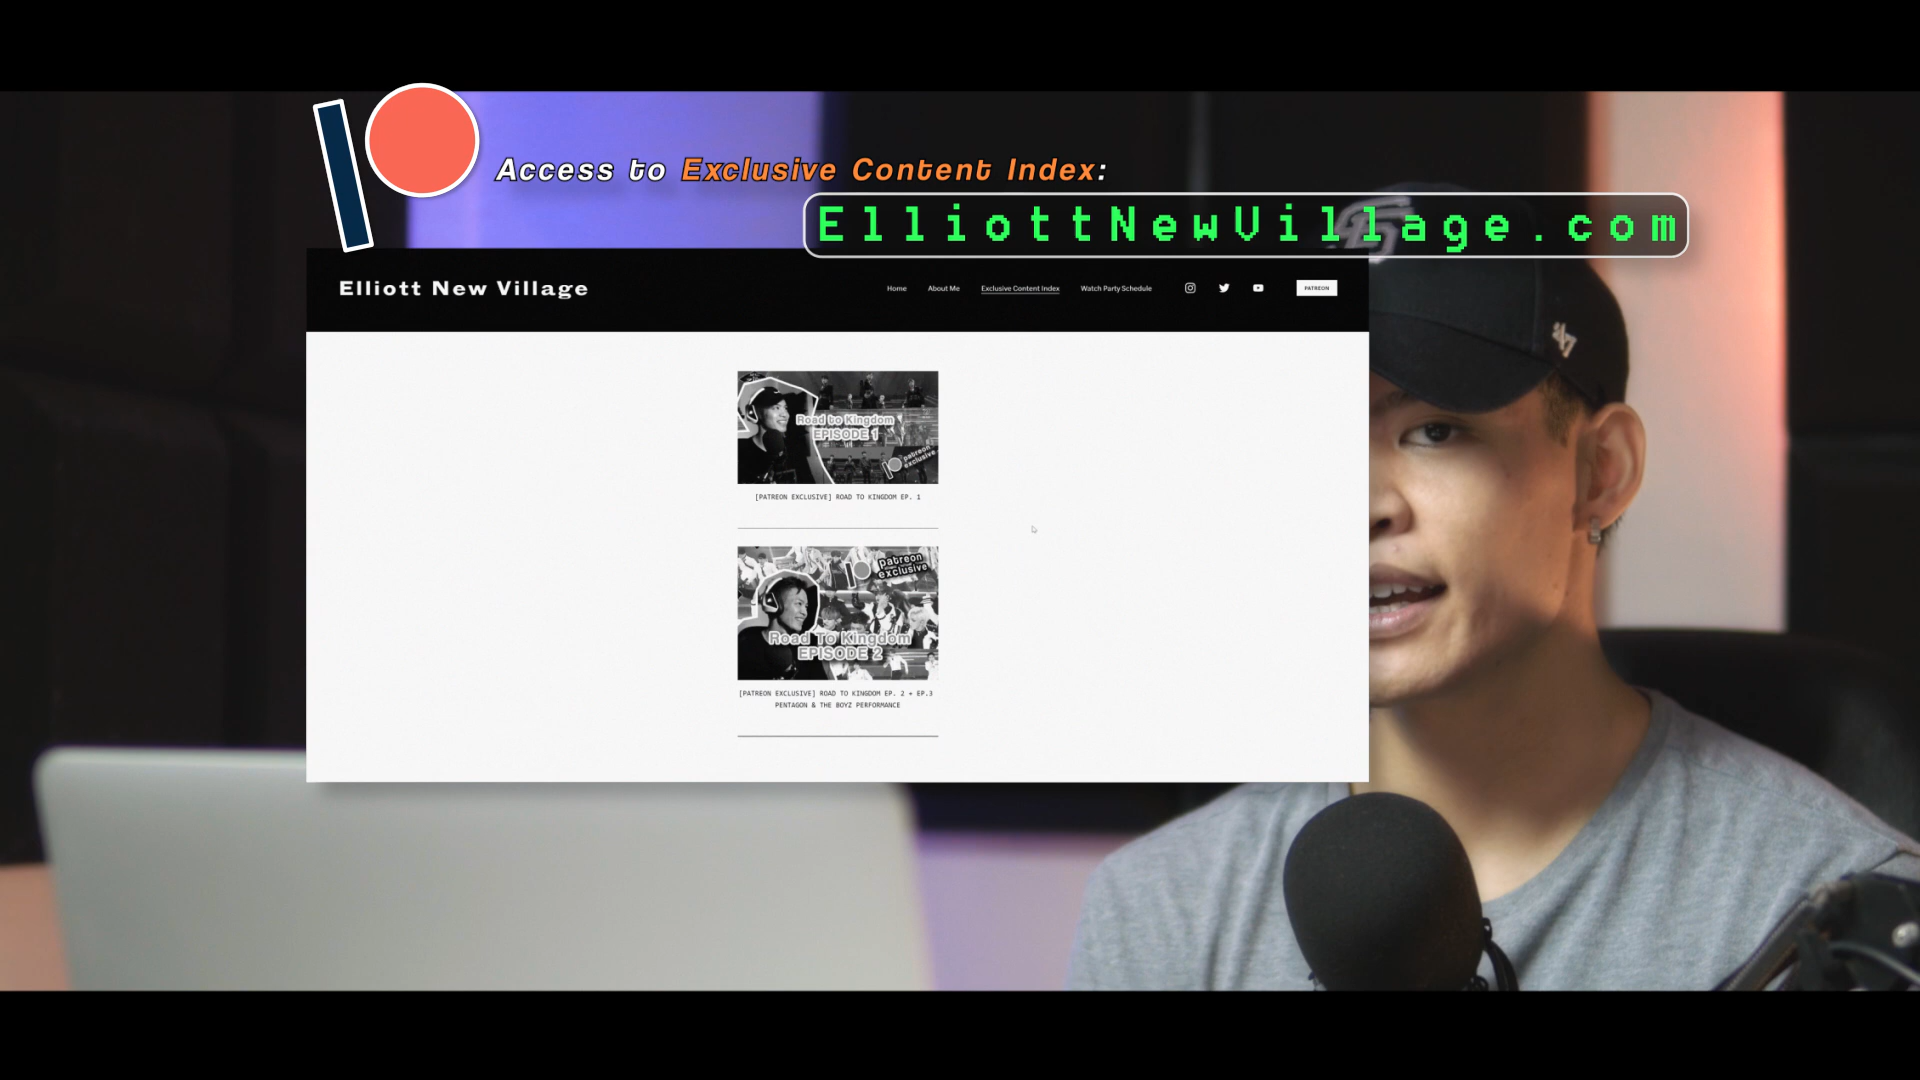 Access to Exclusive Content Index:
ElliottNewVillage.com
Elliott New Village
Home About Me Exclusive Content Index Watch Party Schedule PATREON
Road to Kingdom
EPISODE 1
patreon
exclusive
[PATREON EXCLUSIVE] ROAD TO KINGDOM EP. 1
patreon
exclusive
Road To Kingdom
EPISODE 2
[PATREON EXCLUSIVE] ROAD TO KINGDOM EP. 2 + EP.3
PENTAGON & THE BOYZ PERFORMANCE
47